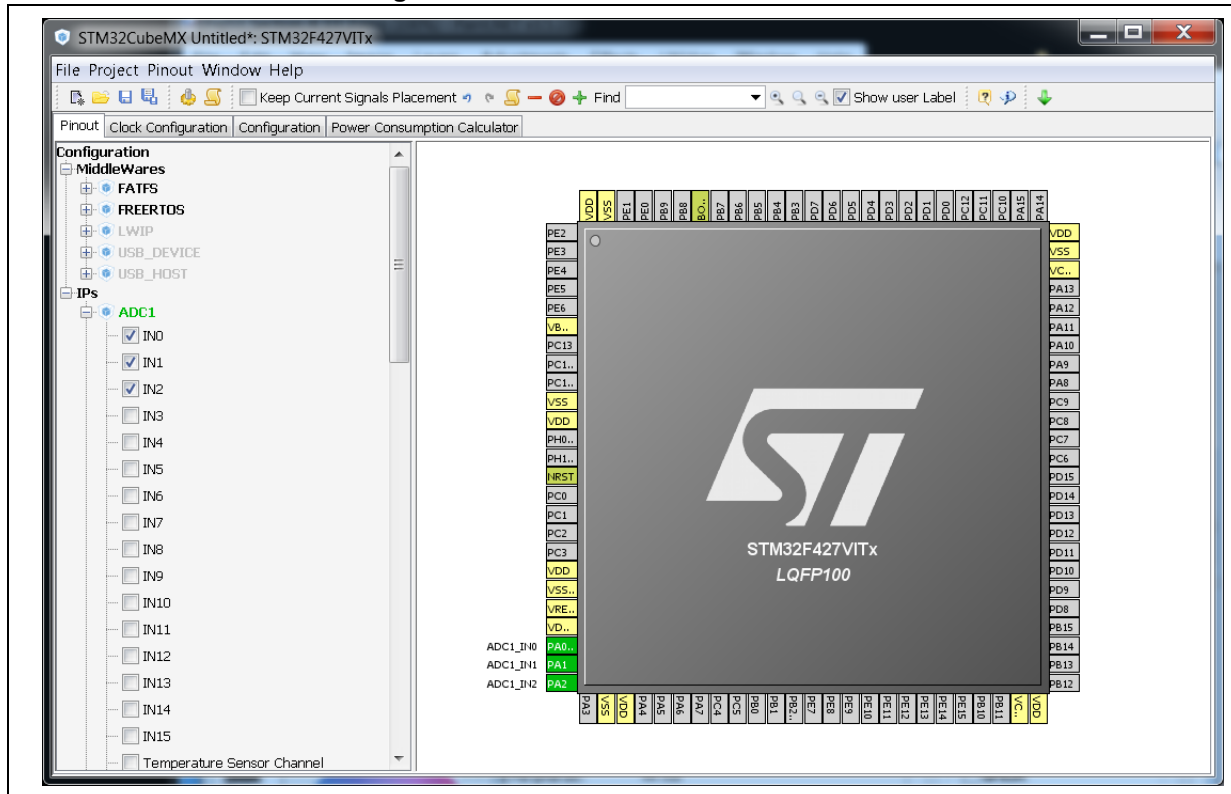 STM32CubeMX Untitled*: STM32F427VITx
File Project Pinout Window Help
Keep Current Signals Placement Find Show user Label
Pinout Clock Configuration Configuration Power Consumption Calculator
Configuration
MiddleWares
FATFS
FREERTOS
LWIP
USB_DEVICE
USB_HOST
IPs
ADC1
IN0
IN1
IN2
IN3
IN4
IN5
IN6
IN7
IN8
IN9
IN10
IN11
IN12
IN13
IN14
IN15
Temperature Sensor Channel
VDD VSS PE1 PE0 PB9 PB8 BO.. PB7 PB6 PB5 PB4 PB3 PD7 PD6 PD5 PD4 PD3 PD2 PD1 PD0 PC12 PC11 PC10 PA15 PA14
PE2 VDD
PE3 VSS
PE4 VC..
PE5 PA13
PE6 PA12
VB.. PA11
PC13 PA10
PC1.. PA9
PC1.. PA8
VSS PC9
VDD PC8
PH0.. PC7
PH1.. PC6
NRST PD15
PC0 PD14
PC1 PD13
PC2 PD12
PC3 PD11
VDD PD10
VSS.. PD9
VRE.. PD8
VD.. PB15
ADC1_IN0 PA0.. PB14
ADC1_IN1 PA1 PB13
ADC1_IN2 PA2 PB12
ST
STM32F427VITx
LQFP100
PA3 VSS VDD PA4 PA5 PA6 PA7 PC4 PC5 PB0 PB1 PB2.. PE7 PE8 PE9 PE10 PE11 PE12 PE13 PE14 PE15 PB10 PB11 VC.. VDD